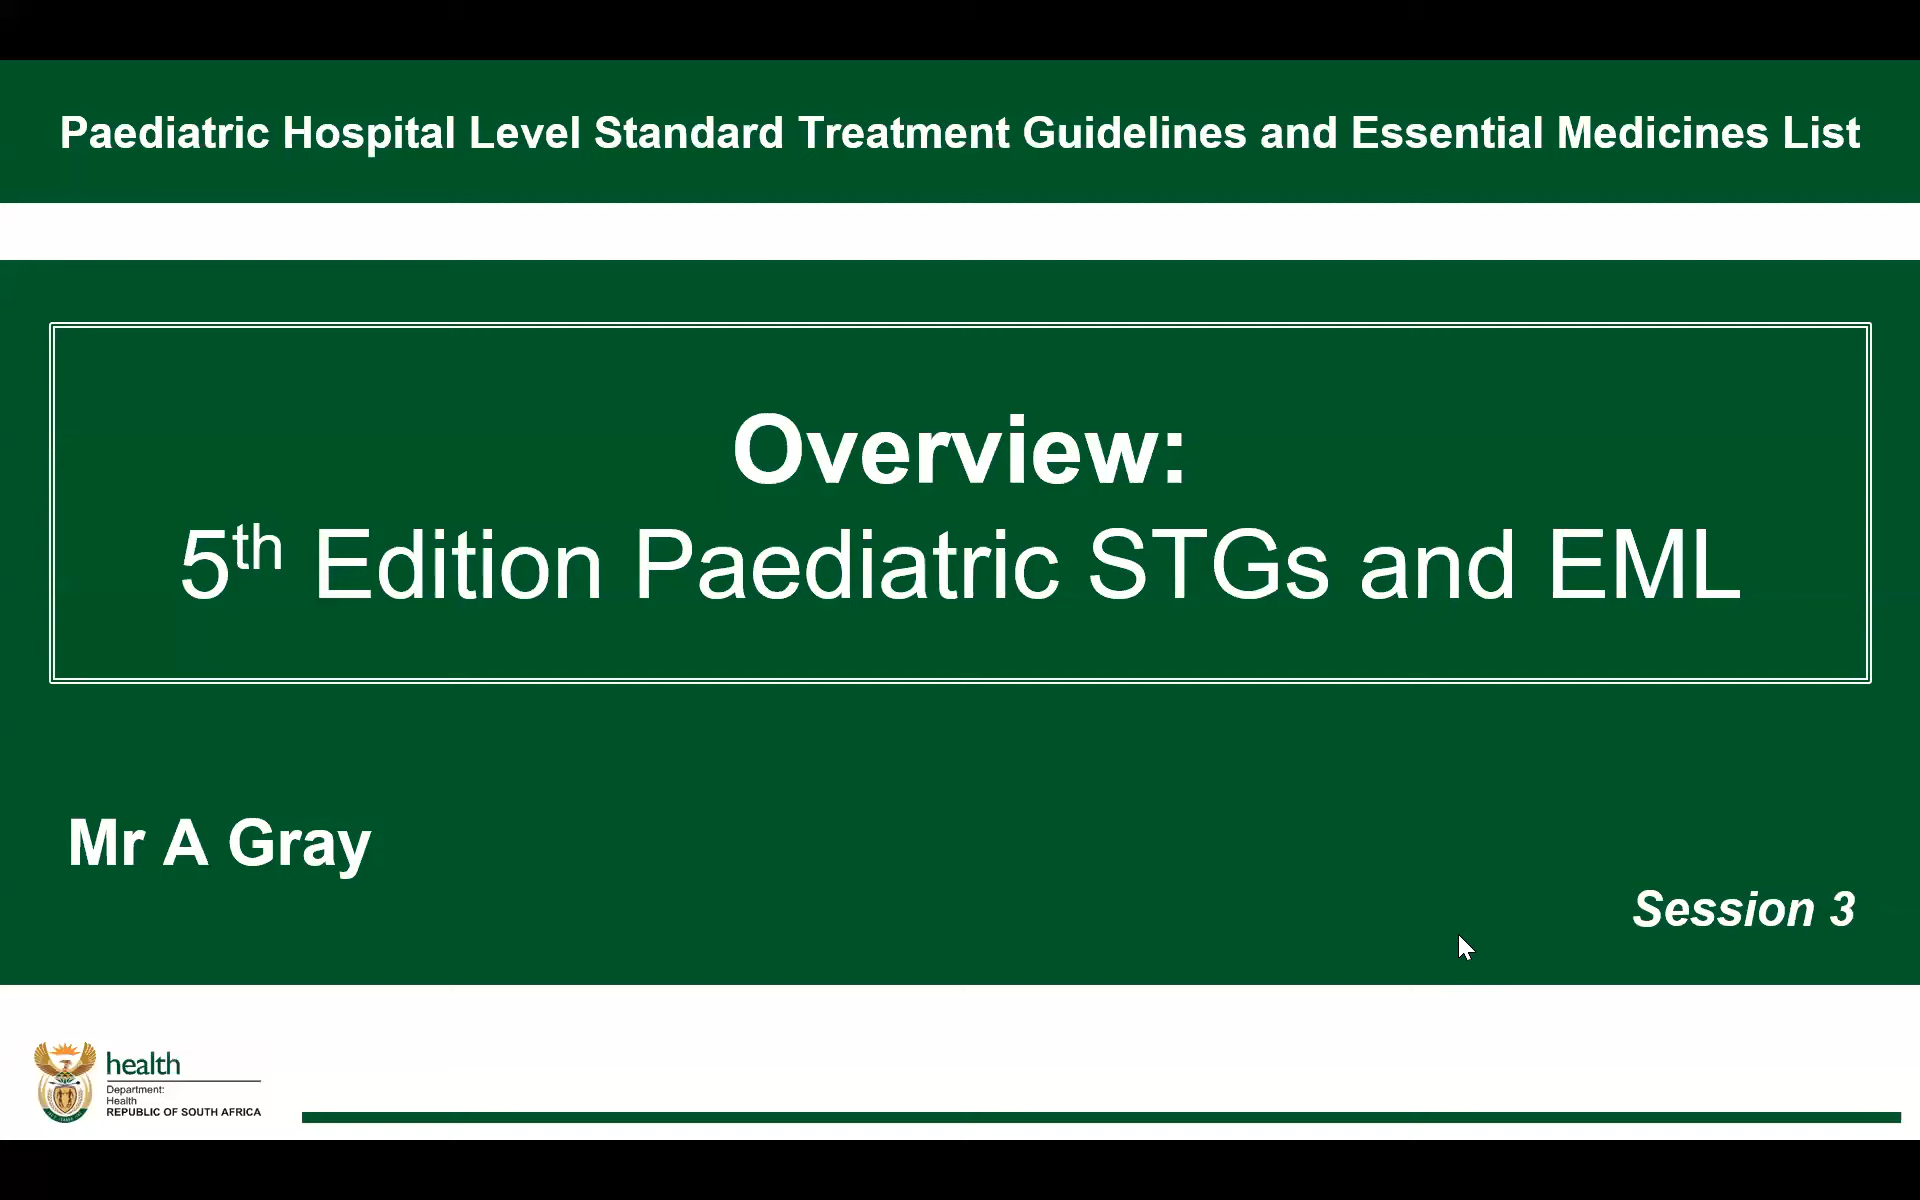 Paediatric Hospital Level Standard Treatment Guidelines and Essential Medicines List
Overview:
5th Edition Paediatric STGs and EML
Mr A Gray
Session 3
health
Department:
Health
REPUBLIC OF SOUTH AFRICA